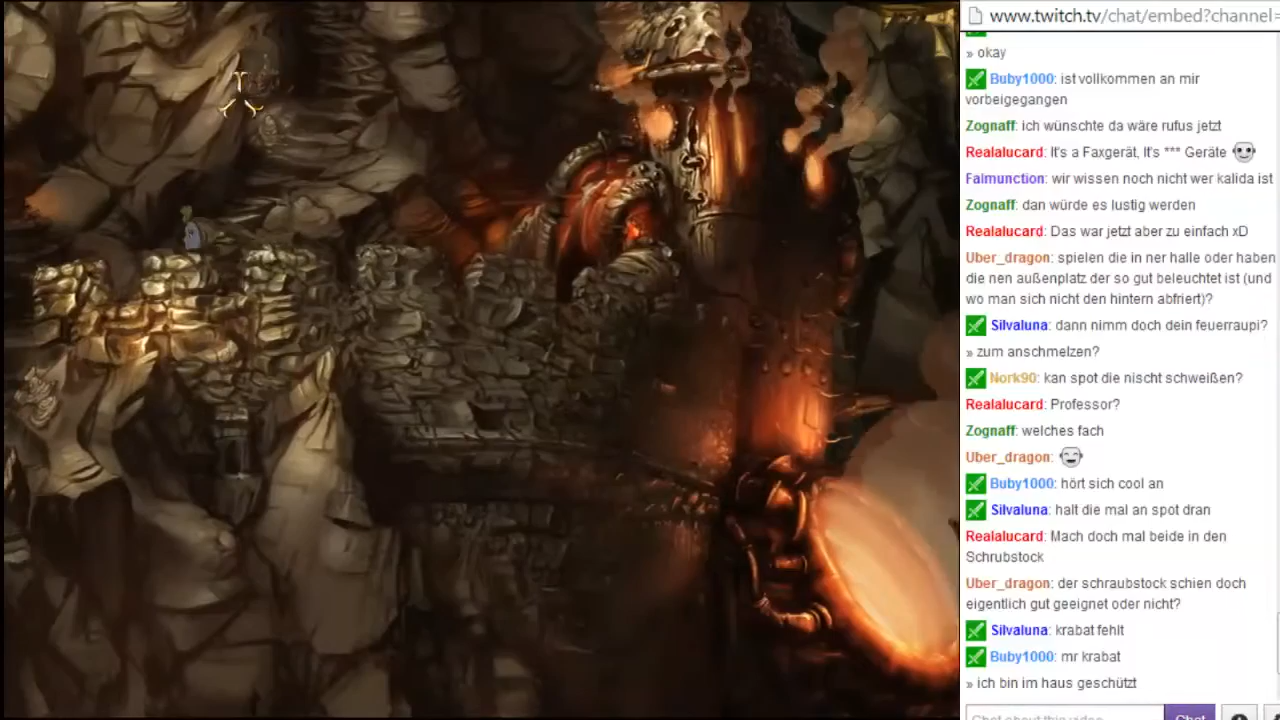 www.twitch.tv/chat/embed?channel=
» okay
Buby1000: ist vollkommen an mir
vorbeigegangen
Zognaff: ich wünschte da wäre rufus jetzt
Realalucard: It's a Faxgerät, It's *** Geräte
Falmunction: wir wissen noch nicht wer kalida ist
Zognaff: dan würde es lustig werden
Realalucard: Das war jetzt aber zu einfach xD
Uber_dragon: spielen die in ner halle oder haben
die nen außenplatz der so gut beleuchtet ist (und
wo man sich nicht den hintern abfriert)?
Silvaluna: dann nimm doch dein feuerraupi?
» zum anschmelzen?
Nork90: kan spot die nischt schweißen?
Realalucard: Professor?
Zognaff: welches fach
Uber_dragon:
Buby1000: hört sich cool an
Silvaluna: halt die mal an spot dran
Realalucard: Mach doch mal beide in den
Schrubstock
Uber_dragon: der schraubstock schien doch
eigentlich gut geeignet oder nicht?
Silvaluna: krabat fehlt
Buby1000: mr krabat
» ich bin im haus geschützt
Chat about this video Chat